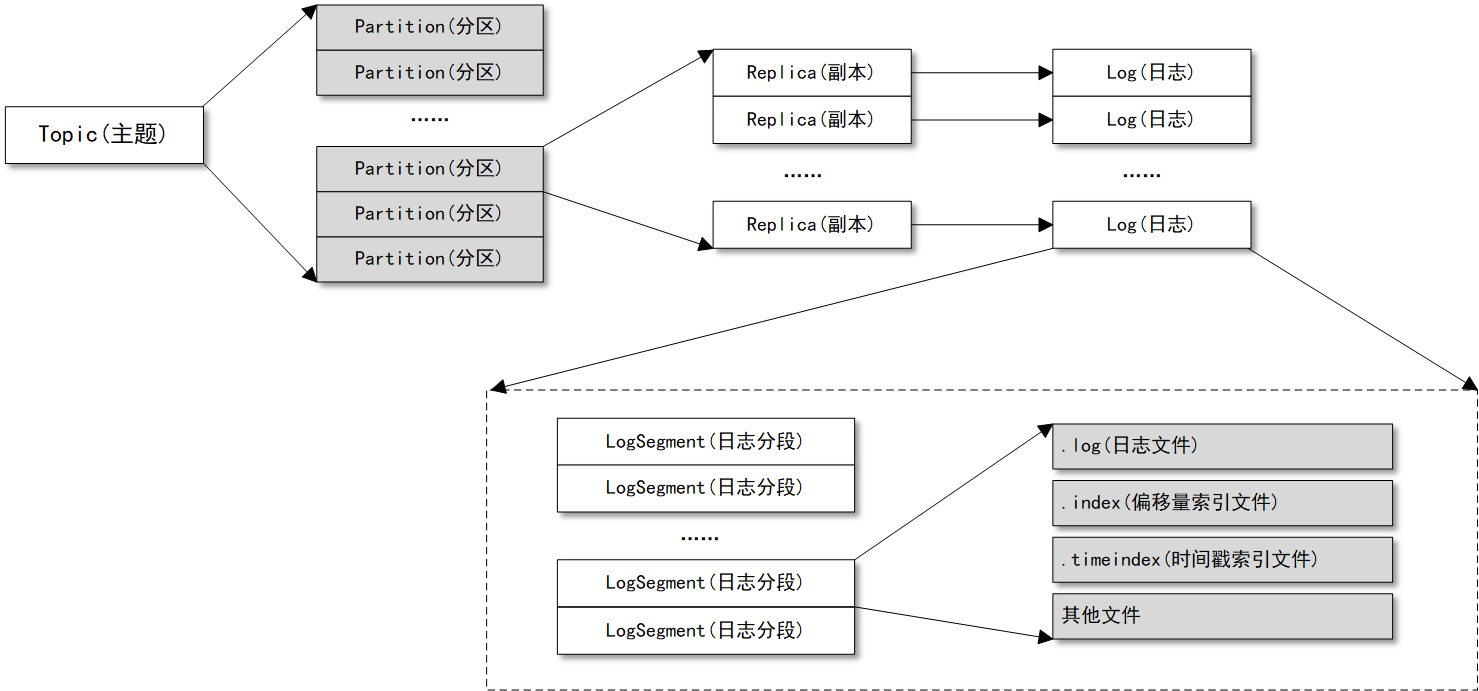 Topic(主题)
Partition(分区)
Partition(分区)
……
Partition(分区)
Partition(分区)
Partition(分区)
Replica(副本)
Replica(副本)
……
Replica(副本)
Log(日志)
Log(日志)
……
Log(日志)
LogSegment(日志分段)
LogSegment(日志分段)
……
LogSegment(日志分段)
LogSegment(日志分段)
.log(日志文件)
.index(偏移量索引文件)
.timeindex(时间戳索引文件)
其他文件